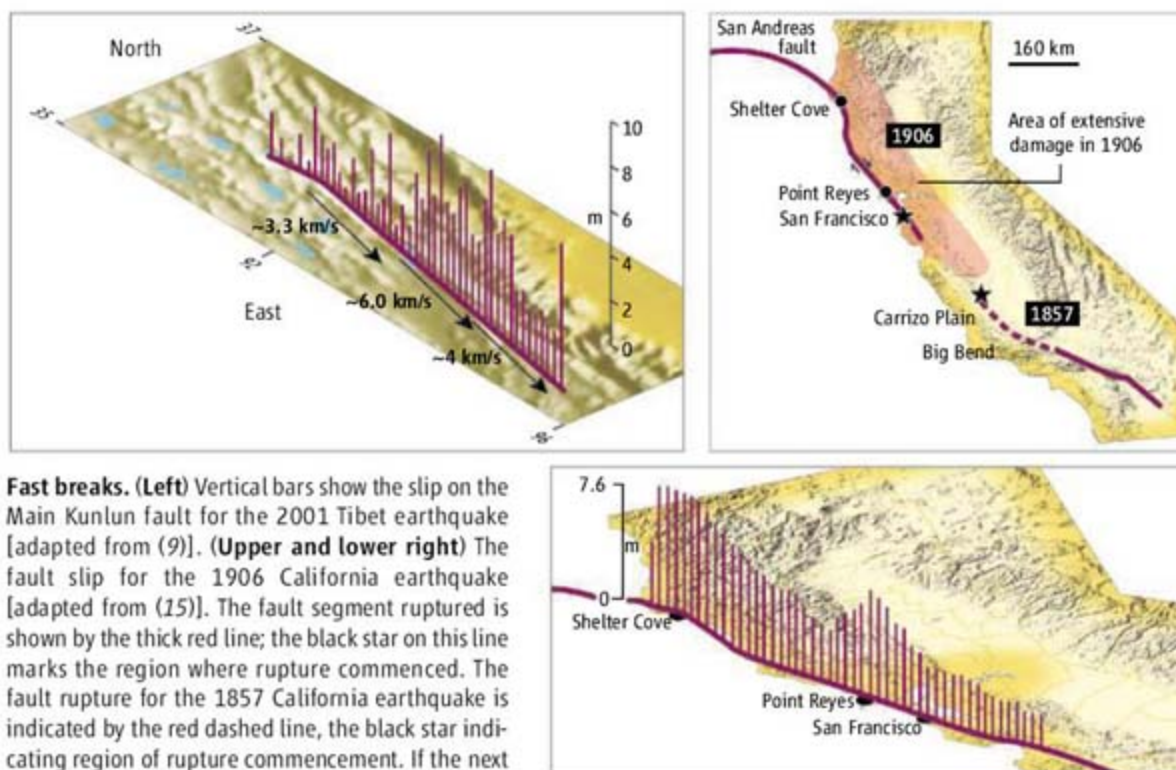 North
37
35
10
8
m
6
4
2
0
~3.3 km/s
92
~6.0 km/s
East
~4 km/s
96
San Andreas
fault
160 km
Shelter Cove
1906
Area of extensive
damage in 1906
Point Reyes
San Francisco
Carrizo Plain
1857
Big Bend
Fast breaks. (Left) Vertical bars show the slip on the
Main Kunlun fault for the 2001 Tibet earthquake
[adapted from (9)]. (Upper and lower right) The
fault slip for the 1906 California earthquake
[adapted from (15)]. The fault segment ruptured is
shown by the thick red line; the black star on this line
marks the region where rupture commenced. The
fault rupture for the 1857 California earthquake is
indicated by the red dashed line, the black star indi-
cating region of rupture commencement. If the next
7.6
m
0
Shelter Cove
Point Reyes
San Francisco